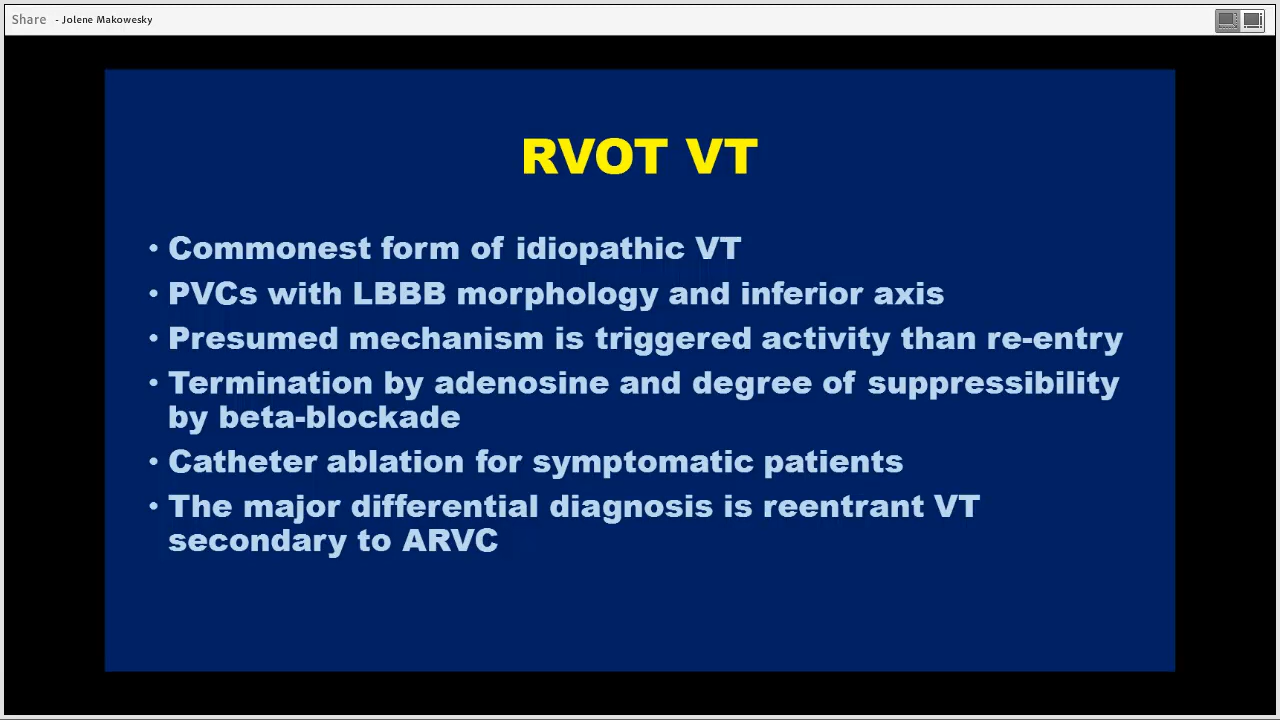 Share - Jolene Makowesky
RVOT VT
• Commonest form of idiopathic VT
• PVCs with LBBB morphology and inferior axis
• Presumed mechanism is triggered activity than re-entry
• Termination by adenosine and degree of suppressibility
by beta-blockade
• Catheter ablation for symptomatic patients
• The major differential diagnosis is reentrant VT
secondary to ARVC